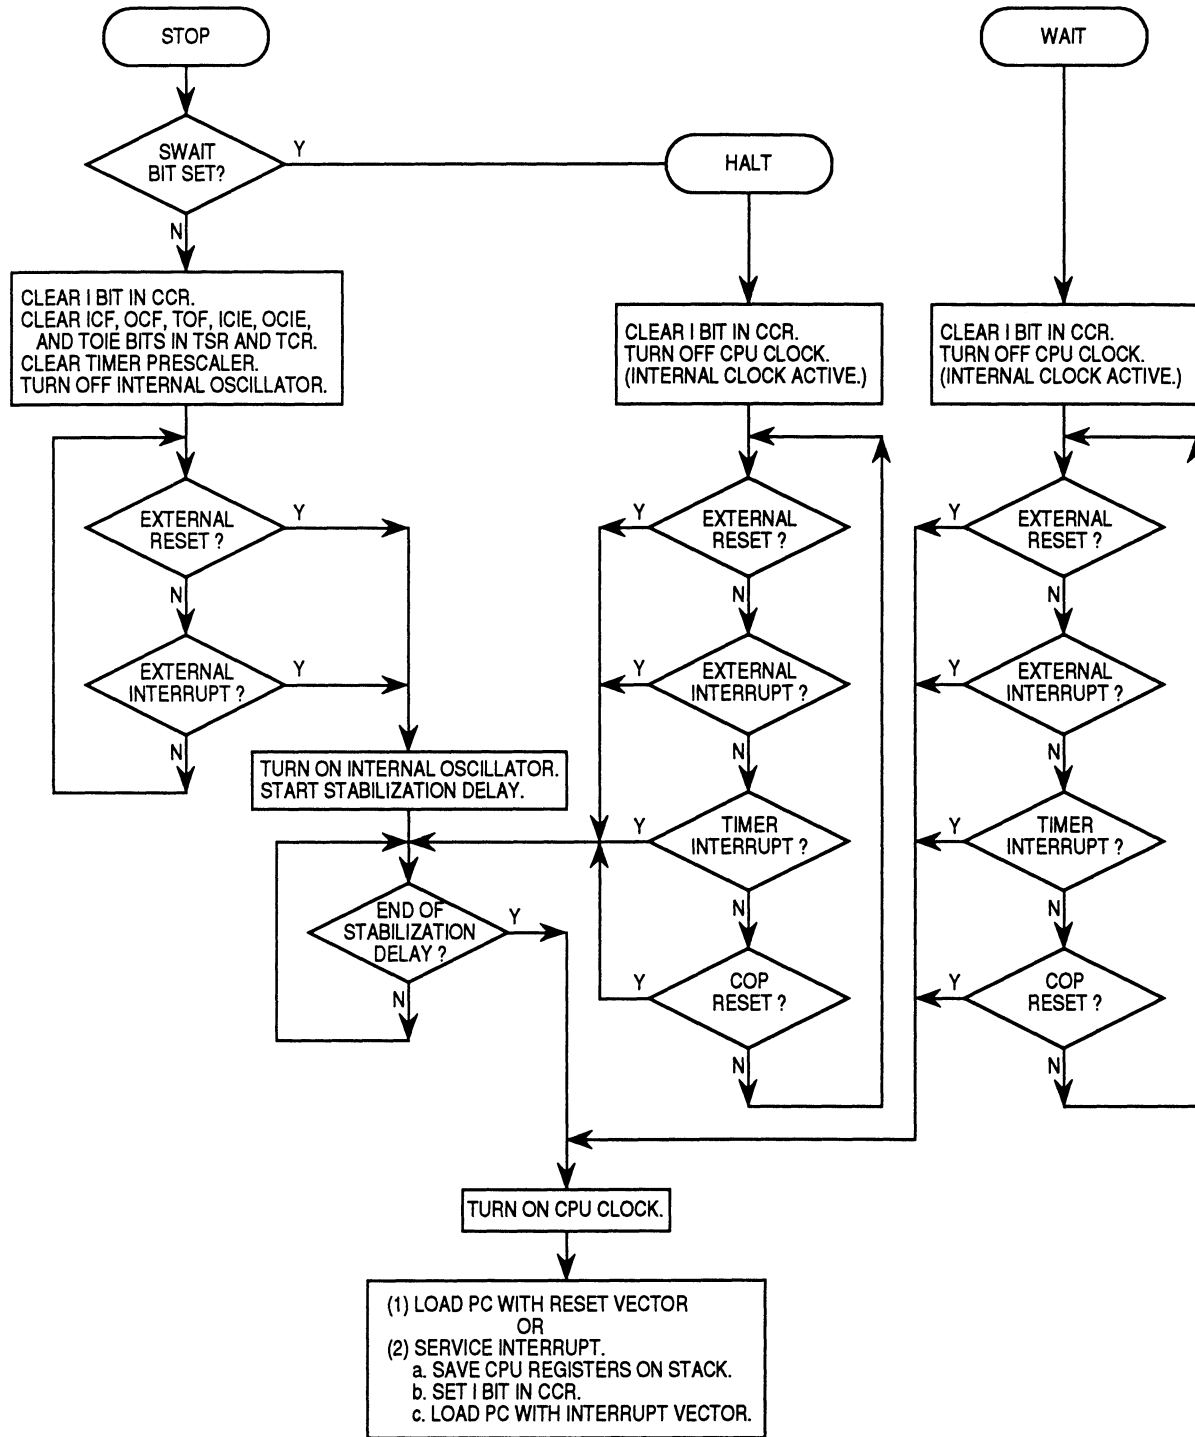 STOP
WAIT
SWAIT
BIT SET?
Y
HALT
N
CLEAR I BIT IN CCR.
CLEAR ICF, OCF, TOF, ICIE, OCIE,
AND TOIE BITS IN TSR AND TCR.
CLEAR TIMER PRESCALER.
TURN OFF INTERNAL OSCILLATOR.
CLEAR I BIT IN CCR.
TURN OFF CPU CLOCK.
(INTERNAL CLOCK ACTIVE.)
CLEAR I BIT IN CCR.
TURN OFF CPU CLOCK.
(INTERNAL CLOCK ACTIVE.)
EXTERNAL
RESET ?
Y
N
EXTERNAL
INTERRUPT ?
Y
N
TURN ON INTERNAL OSCILLATOR.
START STABILIZATION DELAY.
END OF
STABILIZATION
DELAY ?
Y
N
Y
EXTERNAL
RESET ?
N
Y
EXTERNAL
INTERRUPT ?
N
Y
TIMER
INTERRUPT ?
N
Y
COP
RESET ?
N
Y
EXTERNAL
RESET ?
N
Y
EXTERNAL
INTERRUPT ?
N
Y
TIMER
INTERRUPT ?
N
Y
COP
RESET ?
N
TURN ON CPU CLOCK.
(1) LOAD PC WITH RESET VECTOR
OR
(2) SERVICE INTERRUPT.
a. SAVE CPU REGISTERS ON STACK.
b. SET I BIT IN CCR.
c. LOAD PC WITH INTERRUPT VECTOR.